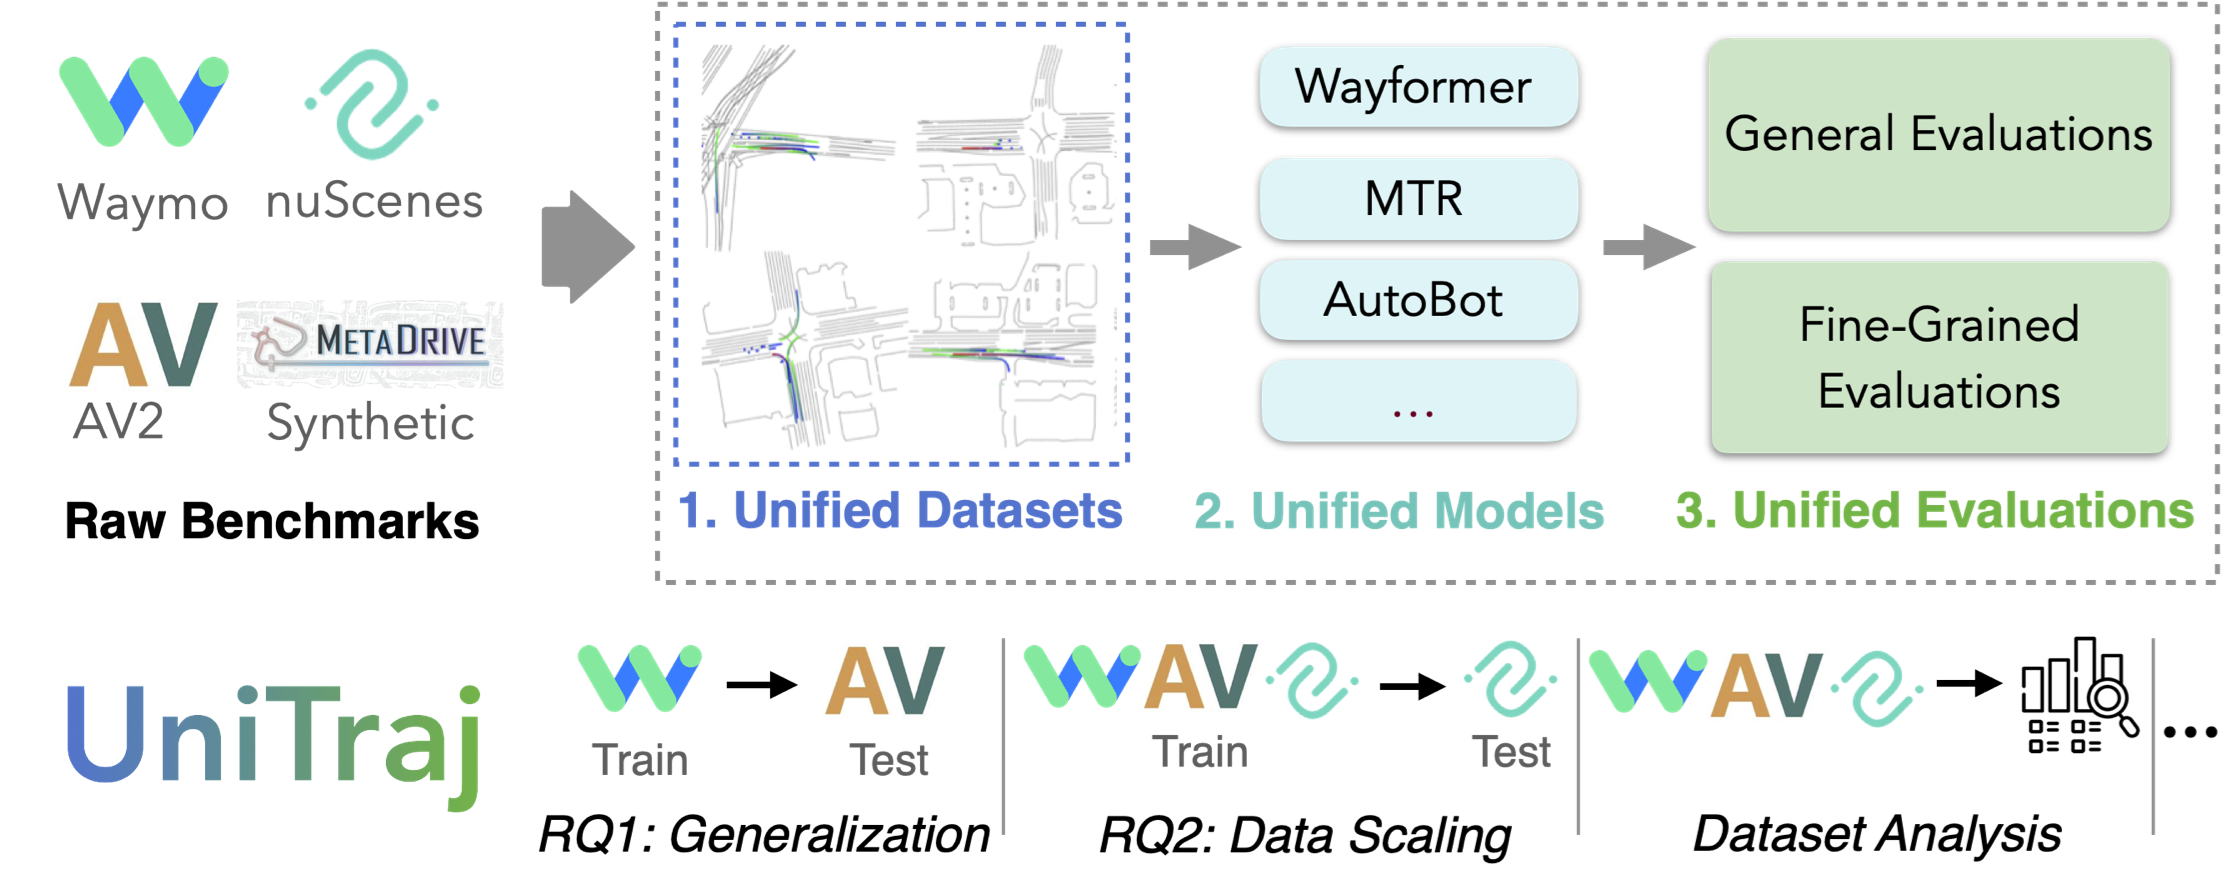 Waymo
nuScenes
AV
AV2
METADRIVE
Synthetic
Raw Benchmarks
1. Unified Datasets
Wayformer
MTR
AutoBot
...
2. Unified Models
General Evaluations
Fine-Grained
Evaluations
3. Unified Evaluations
UniTraj
AV
Train
Test
RQ1: Generalization
AV
Train
Test
RQ2: Data Scaling
AV
Dataset Analysis
...